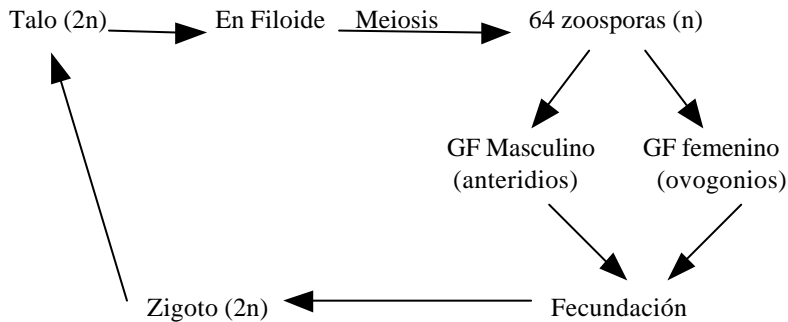 Talo (2n)
En Filoide
Meiosis
64 zoosporas (n)
GF Masculino
(anteridios)
GF femenino
(ovogonios)
Zigoto (2n)
Fecundación